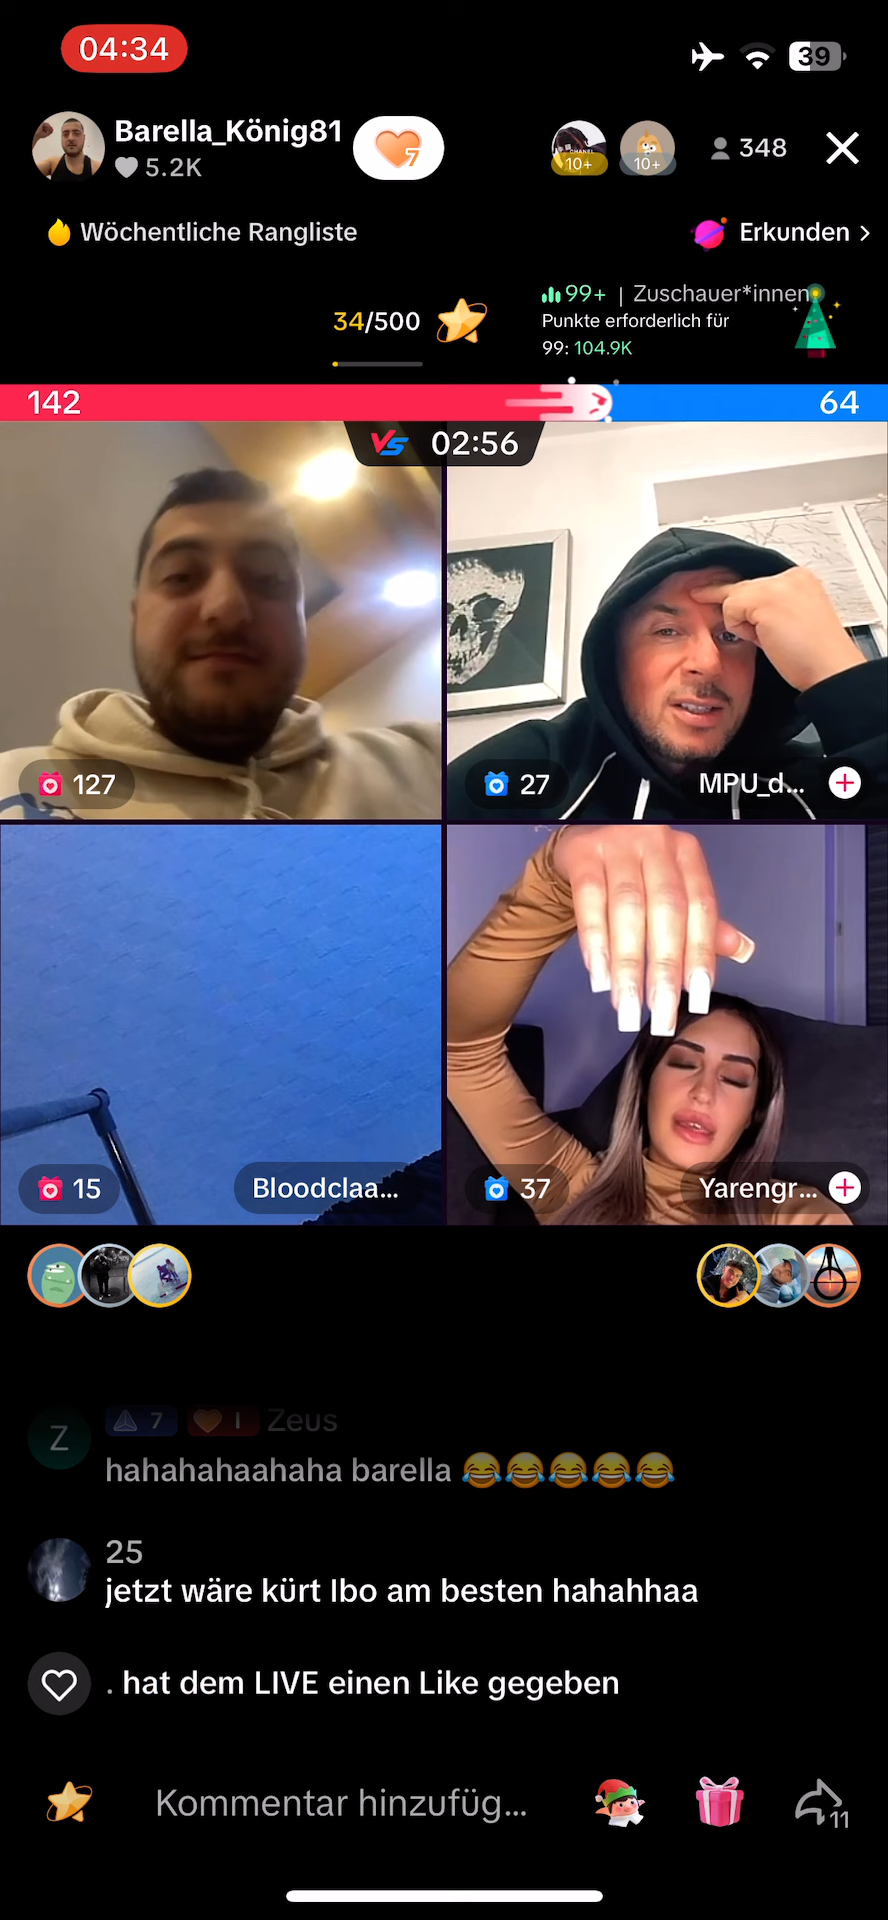 04:34
39
Barella_König81
5.2K
7
10+
10+
348
Wöchentliche Rangliste
Erkunden >
34/500
99+ | Zuschauer*innen
Punkte erforderlich für
99: 104.9K
142
64
VS 02:56
127
27
MPU_d...
15
Bloodclaa...
37
Yarengr...
Z
7
I
Zeus
hahahahaahaha barella 😂😂😂😂😂
25
jetzt wäre kürt Ibo am besten hahahhaa
. hat dem LIVE einen Like gegeben
Kommentar hinzufüg...
11